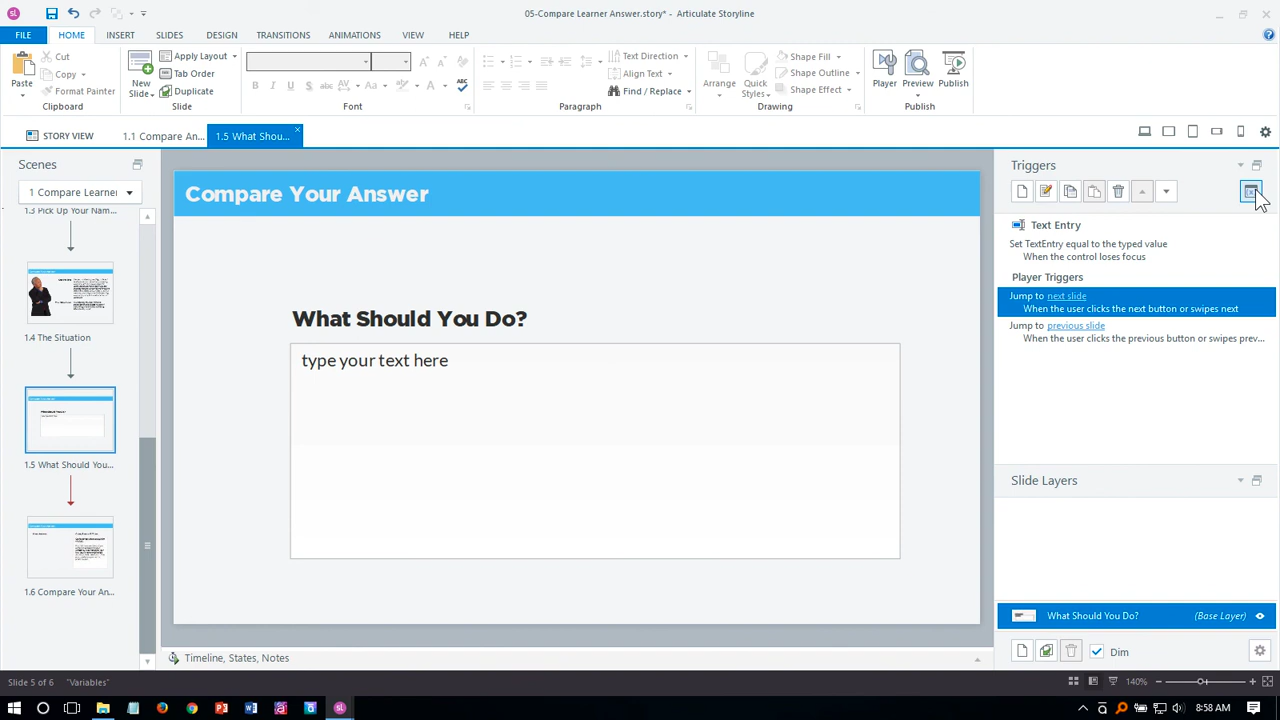 05-Compare Learner Answer.story* - Articulate Storyline
FILE
HOME
INSERT
SLIDES
DESIGN
TRANSITIONS
ANIMATIONS
VIEW
HELP
Paste
Cut
Copy
Format Painter
Clipboard
New Slide
Apply Layout
Tab Order
Duplicate
Slide
Font
Text Direction
Align Text
Find / Replace
Paragraph
Arrange
Quick Styles
Shape Fill
Shape Outline
Shape Effect
Drawing
Player
Preview
Publish
Publish
STORY VIEW
1.1 Compare An...
1.5 What Shou...
Scenes
1 Compare Learner
1.3 Pick Up Your Nam...
1.4 The Situation
1.5 What Should You...
1.6 Compare Your An...
Compare Your Answer
What Should You Do?
type your text here
Timeline, States, Notes
Triggers
Text Entry
Set TextEntry equal to the typed value
When the control loses focus
Player Triggers
Jump to next slide
When the user clicks the next button or swipes next
Jump to previous slide
When the user clicks the previous button or swipes prev...
Slide Layers
What Should You Do?
(Base Layer)
Dim
Slide 5 of 6
"Variables"
140%
8:58 AM